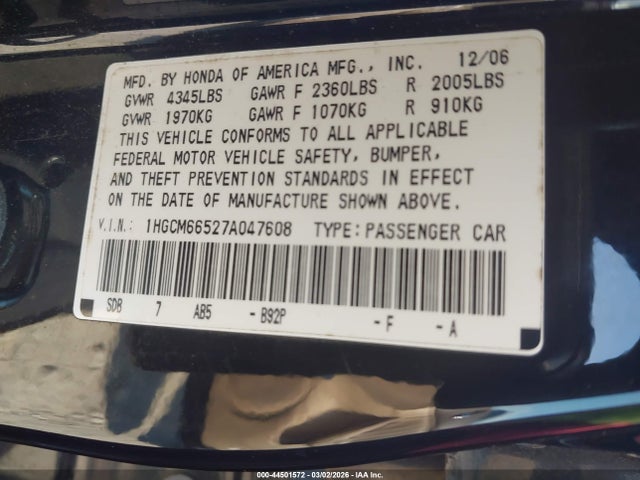 MFD. BY HONDA OF AMERICA MFG., INC. 12/06
GVWR 4345LBS GAWR F 2360LBS R 2005LBS
GVWR 1970KG GAWR F 1070KG R 910KG
THIS VEHICLE CONFORMS TO ALL APPLICABLE
FEDERAL MOTOR VEHICLE SAFETY, BUMPER,
AND THEFT PREVENTION STANDARDS IN EFFECT
ON THE DATE OF MANUFACTURE SHOWN ABOVE.
V.I.N.: 1HGCM66527A047608 TYPE: PASSENGER CAR
SDB 7 AB5 - B92P - F - A
000-44501572 — 03/02/2026 — IAA Inc.